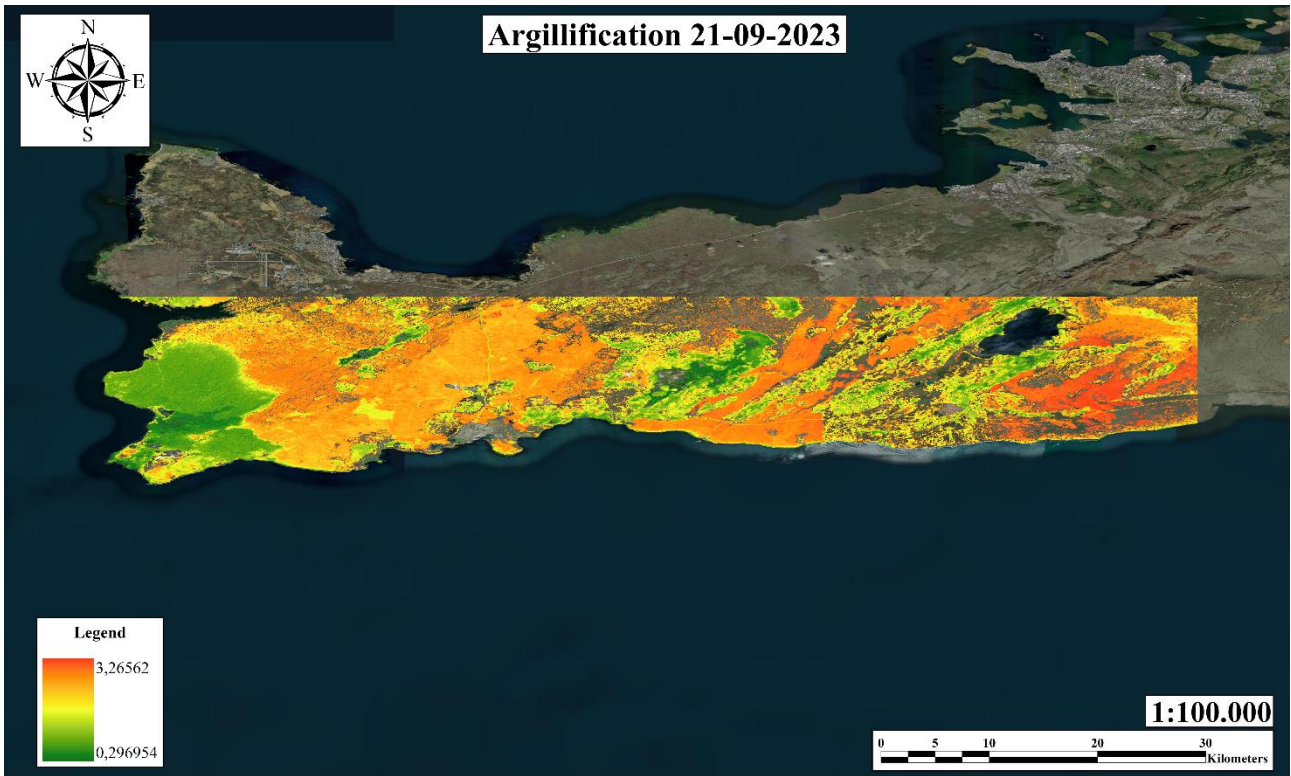 Argillification 21-09-2023
N
W E
S
Legend
3,26562
0,296954
1:100.000
0 5 10 20 30
Kilometers